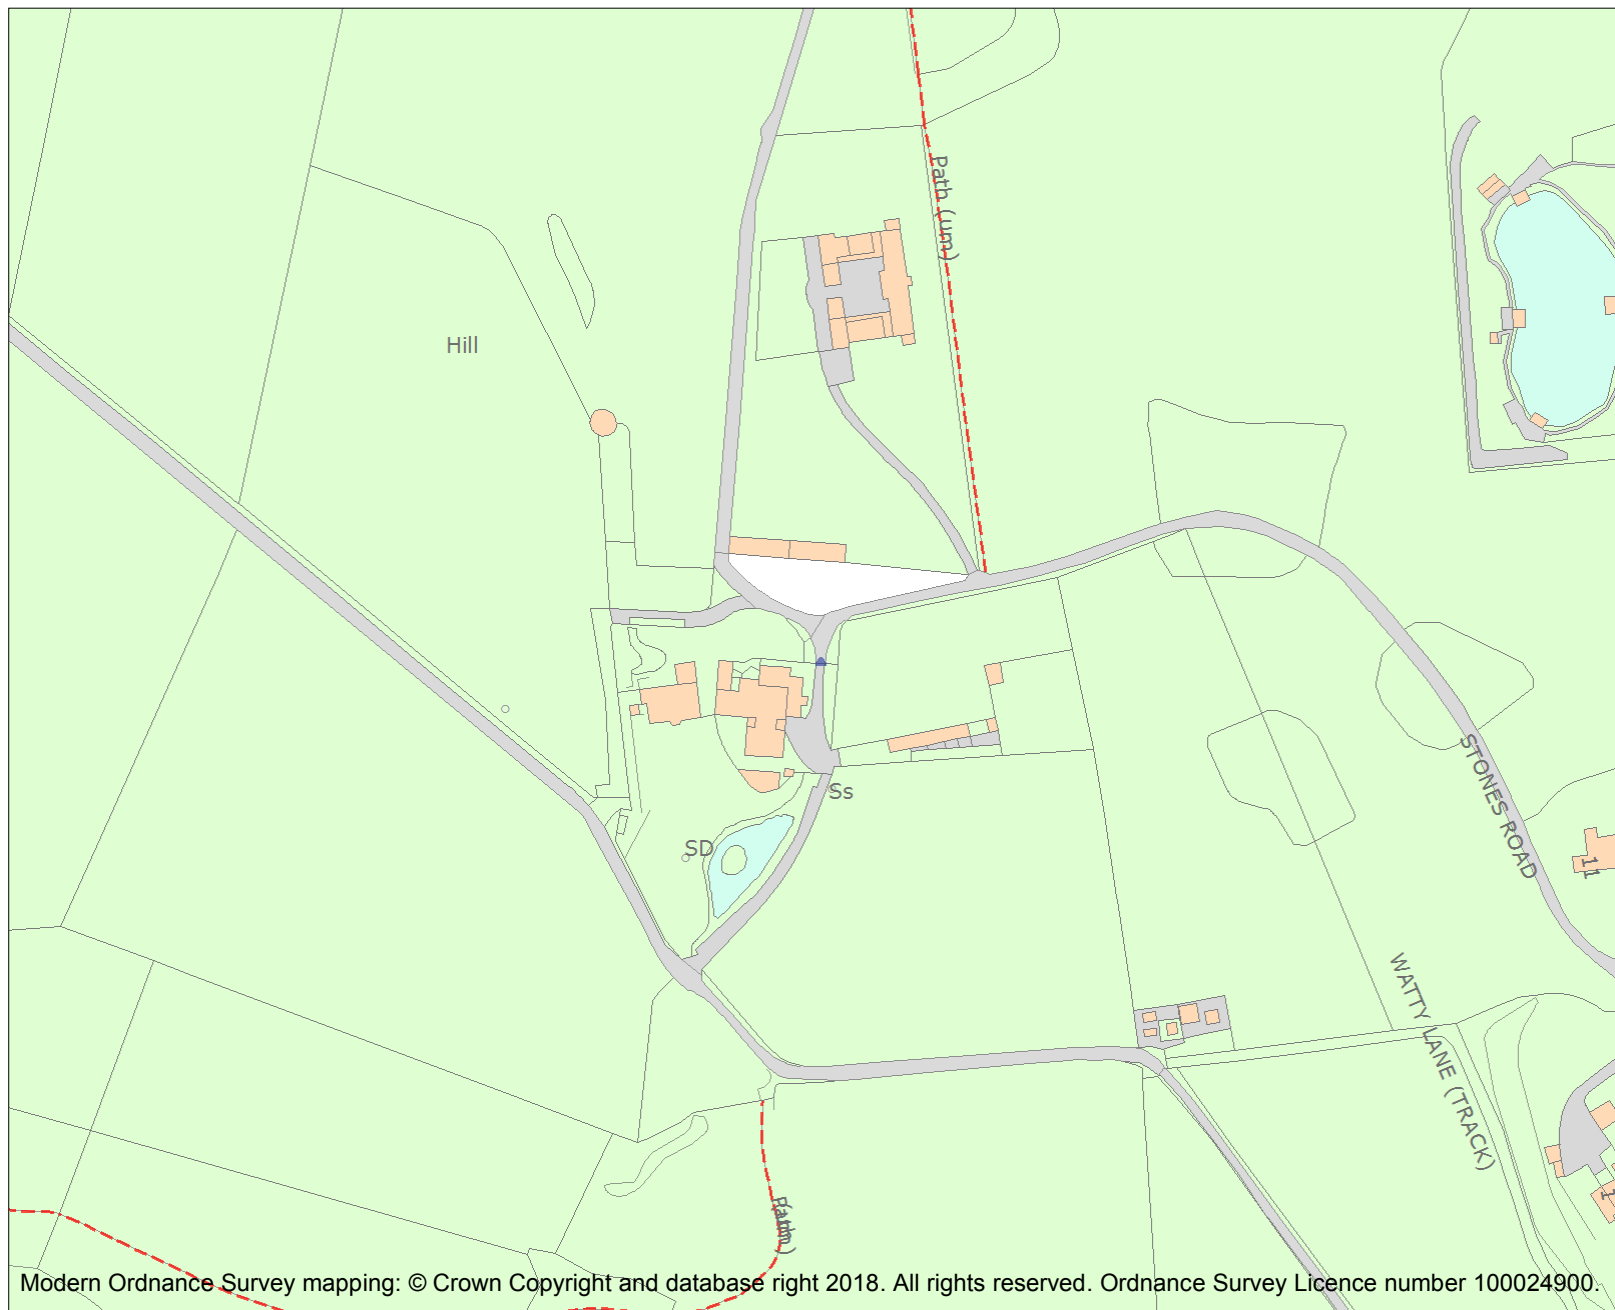 Path (um)
Hill
STONES ROAD
Ss
SD
11
WATTY LANE (TRACK)
1
Modern Ordnance Survey mapping: © Crown Copyright and database right 2018. All rights reserved. Ordnance Survey Licence number 100024900.